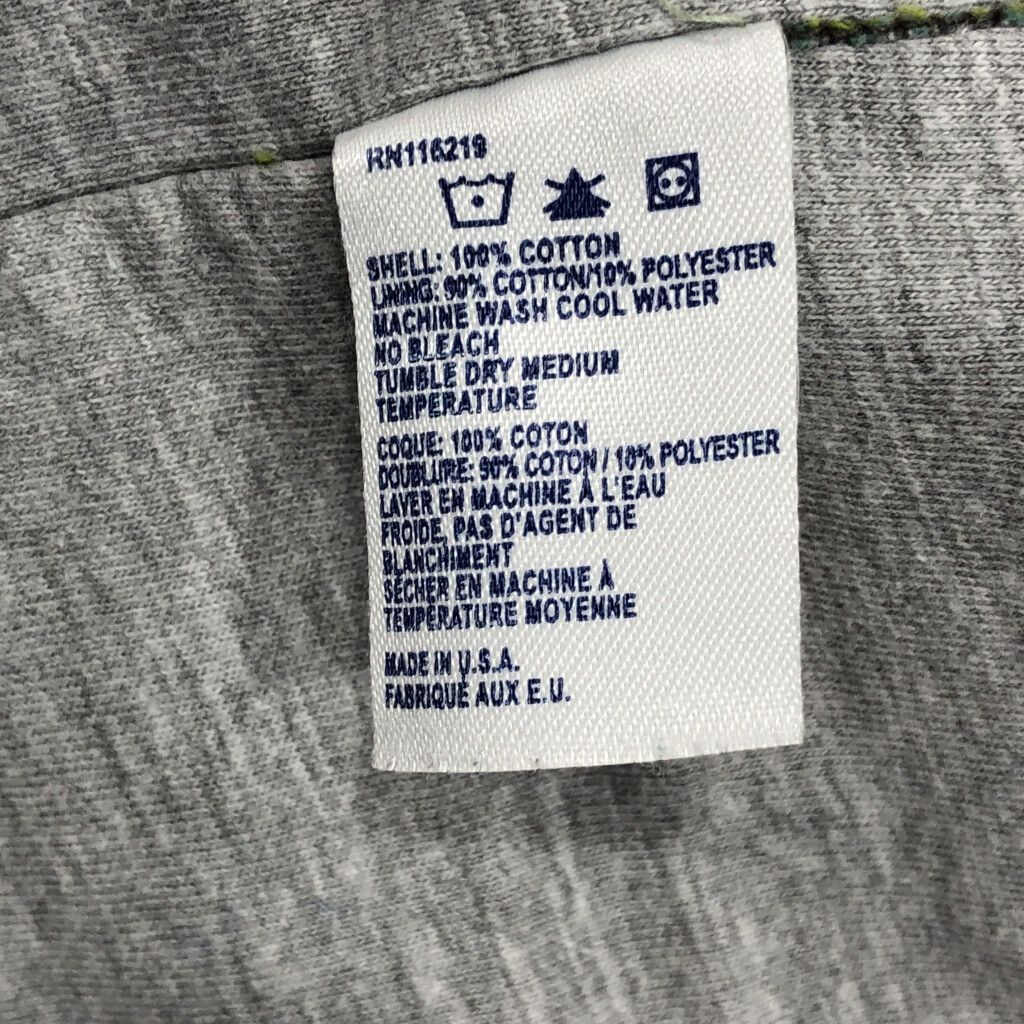 RN116219
SHELL: 100% COTTON
LINING: 90% COTTON/10% POLYESTER
MACHINE WASH COOL WATER
NO BLEACH
TUMBLE DRY MEDIUM
TEMPERATURE
COQUE: 100% COTON
DOUBLURE: 90% COTON / 10% POLYESTER
LAVER EN MACHINE À L'EAU
FROIDE, PAS D'AGENT DE
BLANCHIMENT
SÉCHER EN MACHINE À
TEMPÉRATURE MOYENNE
MADE IN U.S.A.
FABRIQUÉ AUX E.U.